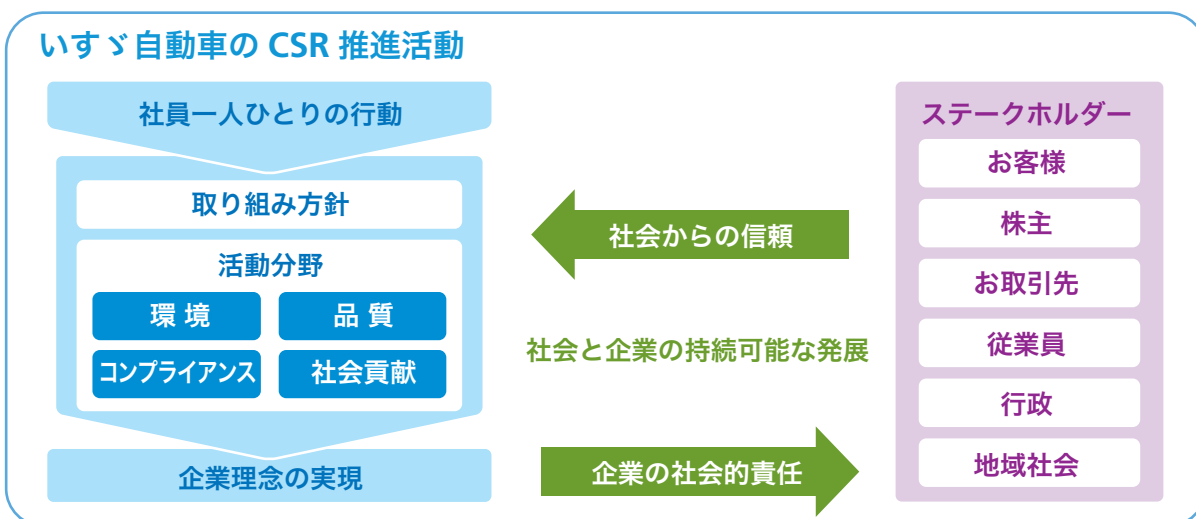 いすゞ自動車の CSR 推進活動
社員一人ひとりの行動
取り組み方針
活動分野
環 境
品 質
コンプライアンス
社会貢献
企業理念の実現
社会からの信頼
社会と企業の持続可能な発展
企業の社会的責任
ステークホルダー
お客様
株主
お取引先
従業員
行政
地域社会